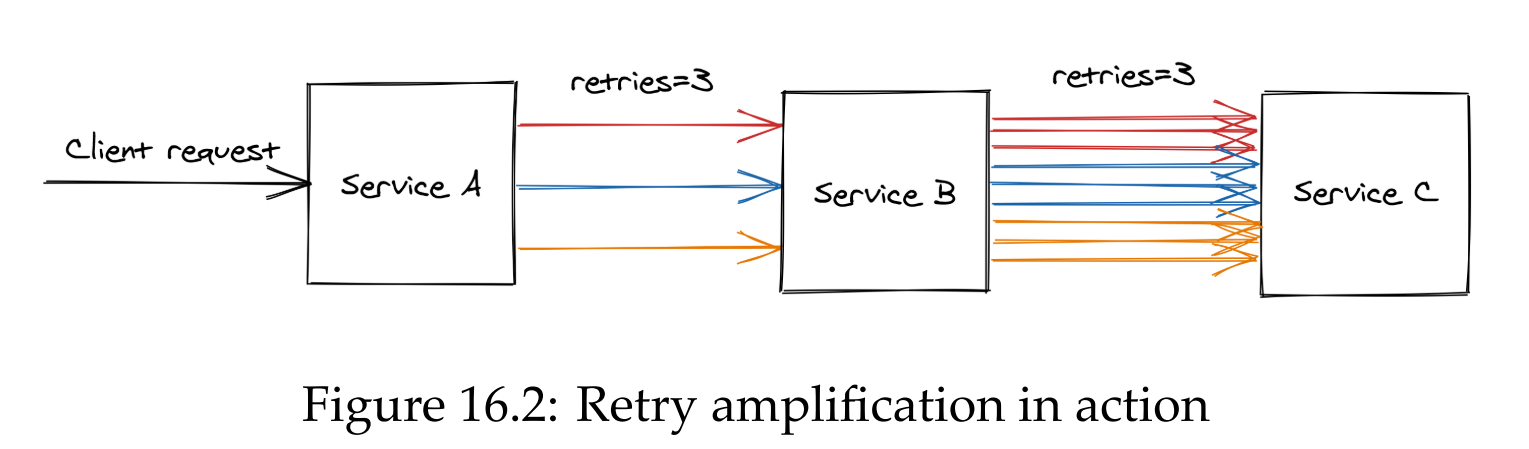 retries=3
retries=3
Client request
Service A
Service B
Service C
Figure 16.2: Retry amplification in action